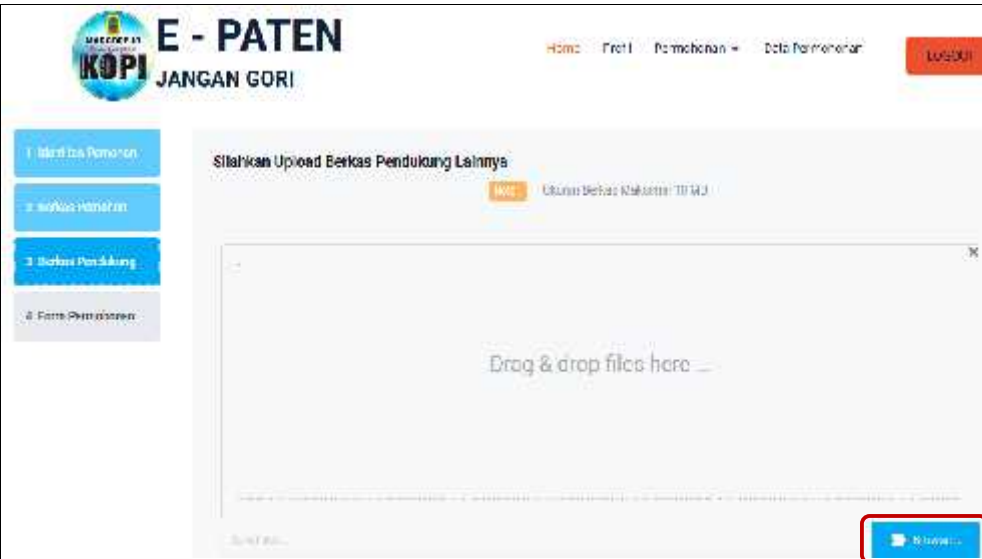 KOPI
E - PATEN
JANGAN GORI
Home Profil Permohonan Data Permohonan
LOGOUT
1 Identitas Pemohon
2 Berkas Pemohon
3 Berkas Pendukung
4 Form Permohonan
Silahkan Upload Berkas Pendukung Lainnya
Ukuran Berkas Maksimal 10 MB
Drag & drop files here ...
Browse...